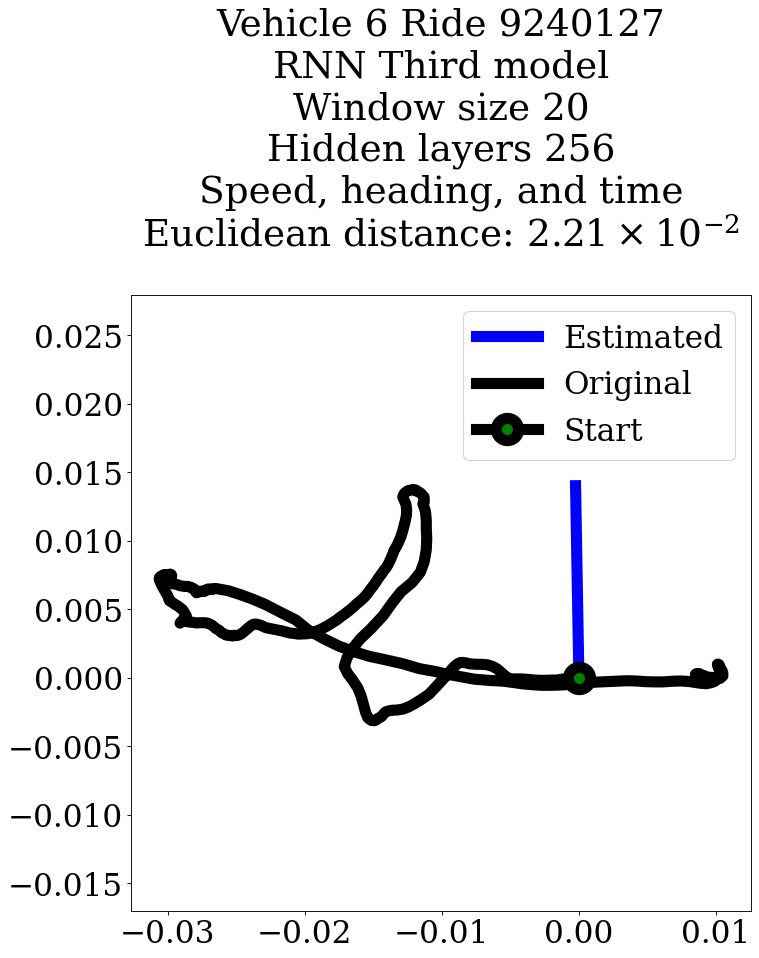 Vehicle 6 Ride 9240127
RNN Third model
Window size 20
Hidden layers 256
Speed, heading, and time
Euclidean distance: 2.21 × 10⁻²
Estimated
Original
Start
0.025
0.020
0.015
0.010
0.005
0.000
−0.005
−0.010
−0.015
−0.03 −0.02 −0.01 0.00 0.01